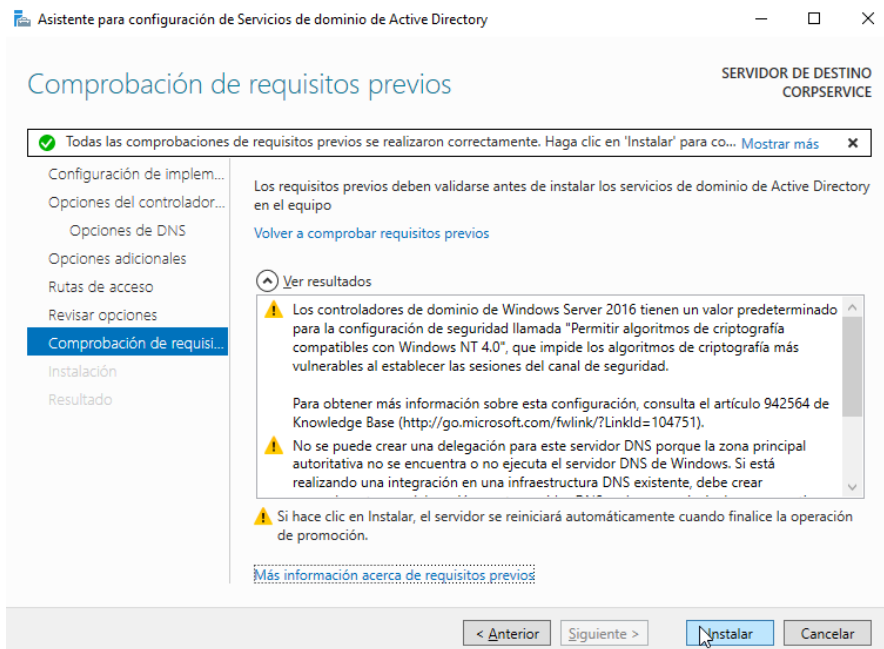 Asistente para configuración de Servicios de dominio de Active Directory
Comprobación de requisitos previos
SERVIDOR DE DESTINO
CORPSERVICE
Todas las comprobaciones de requisitos previos se realizaron correctamente. Haga clic en 'Instalar' para co... Mostrar más
Configuración de implem...
Opciones del controlador...
Opciones de DNS
Opciones adicionales
Rutas de acceso
Revisar opciones
Comprobación de requisi...
Instalación
Resultado
Los requisitos previos deben validarse antes de instalar los servicios de dominio de Active Directory
en el equipo
Volver a comprobar requisitos previos
Ver resultados
Los controladores de dominio de Windows Server 2016 tienen un valor predeterminado
para la configuración de seguridad llamada "Permitir algoritmos de criptografía
compatibles con Windows NT 4.0", que impide los algoritmos de criptografía más
vulnerables al establecer las sesiones del canal de seguridad.
Para obtener más información sobre esta configuración, consulta el artículo 942564 de
Knowledge Base (http://go.microsoft.com/fwlink/?LinkId=104751).
No se puede crear una delegación para este servidor DNS porque la zona principal
autoritativa no se encuentra o no ejecuta el servidor DNS de Windows. Si está
realizando una integración en una infraestructura DNS existente, debe crear
Si hace clic en Instalar, el servidor se reiniciará automáticamente cuando finalice la operación
de promoción.
Más información acerca de requisitos previos
< Anterior
Siguiente >
Instalar
Cancelar